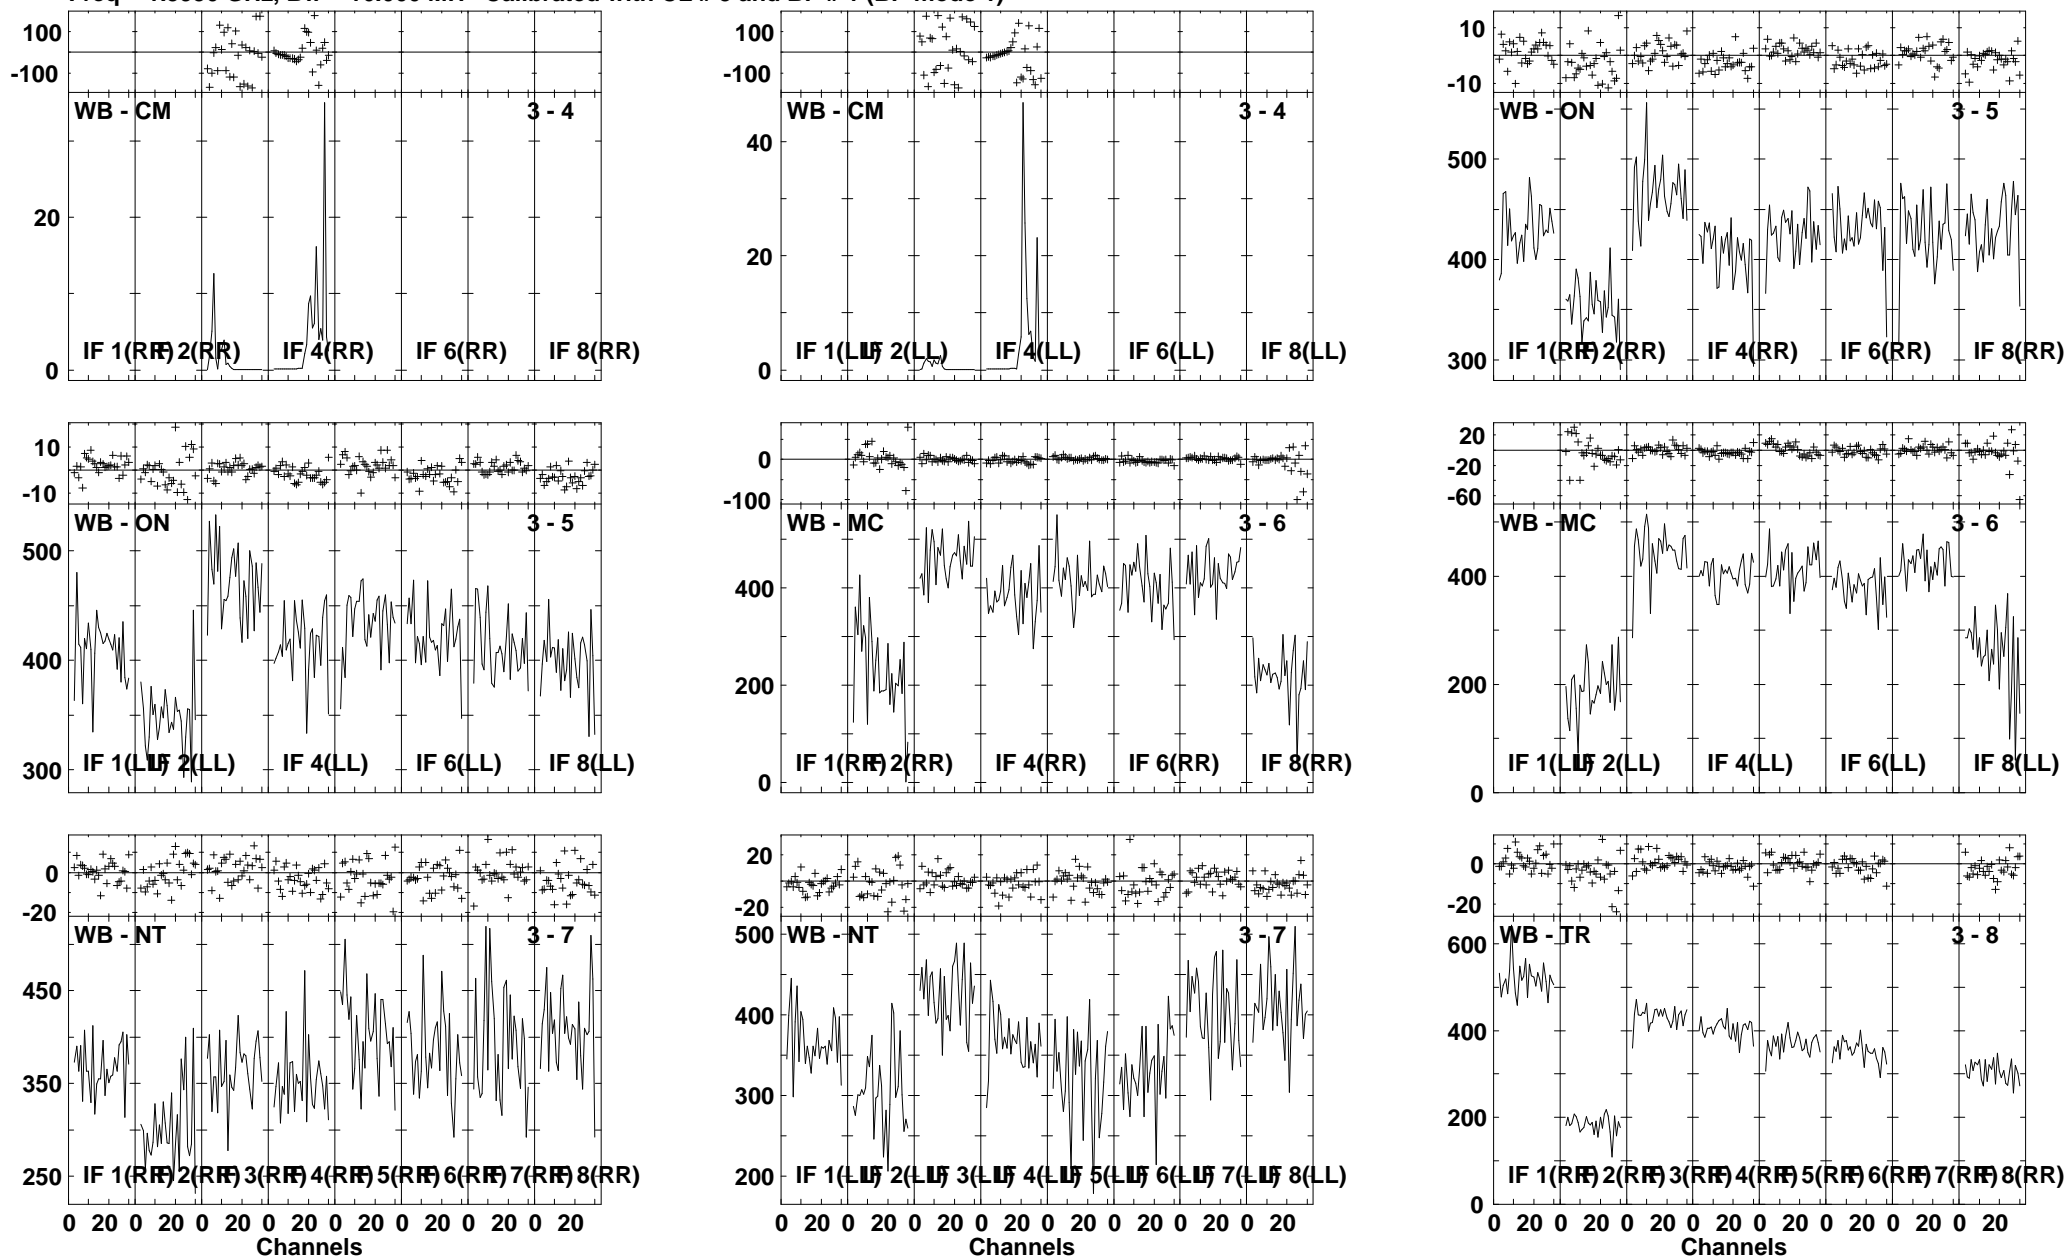 100
-100
WB - CM 3 - 4
20
0
IF 1(RR) IF 2(RR) IF 4(RR) IF 6(RR) IF 8(RR)
100
-100
WB - CM 3 - 4
40
20
0
IF 1(LL) IF 2(LL) IF 4(LL) IF 6(LL) IF 8(LL)
10
0
-10
WB - ON 3 - 5
500
400
300
IF 1(RR) IF 2(RR) IF 4(RR) IF 6(RR) IF 8(RR)
10
-10
WB - ON 3 - 5
500
400
300
IF 1(LL) IF 2(LL) IF 4(LL) IF 6(LL) IF 8(LL)
0
-100
WB - MC 3 - 6
400
200
0
IF 1(RR) IF 2(RR) IF 4(RR) IF 6(RR) IF 8(RR)
20
-20
-60
WB - MC 3 - 6
400
200
0
IF 1(LL) IF 2(LL) IF 4(LL) IF 6(LL) IF 8(LL)
0
-20
WB - NT 3 - 7
450
350
250
IF 1(RR) IF 2(RR) IF 3(RR) IF 4(RR) IF 5(RR) IF 6(RR) IF 7(RR) IF 8(RR)
0 20 0 20 0 20 0 20 0 20 0 20 0 20 0 20
Channels
20
-20
WB - NT 3 - 7
500
400
300
200
IF 1(LL) IF 2(LL) IF 3(LL) IF 4(LL) IF 5(LL) IF 6(LL) IF 7(LL) IF 8(LL)
0 20 0 20 0 20 0 20 0 20 0 20 0 20 0 20
0
-20
WB - TR 3 - 8
600
400
200
0
IF 1(RR) IF 2(RR) IF 3(RR) IF 4(RR) IF 5(RR) IF 6(RR) IF 7(RR) IF 8(RR)
0 20 0 20 0 20 0 20 0 20 0 20 0 20 0 20
Channels